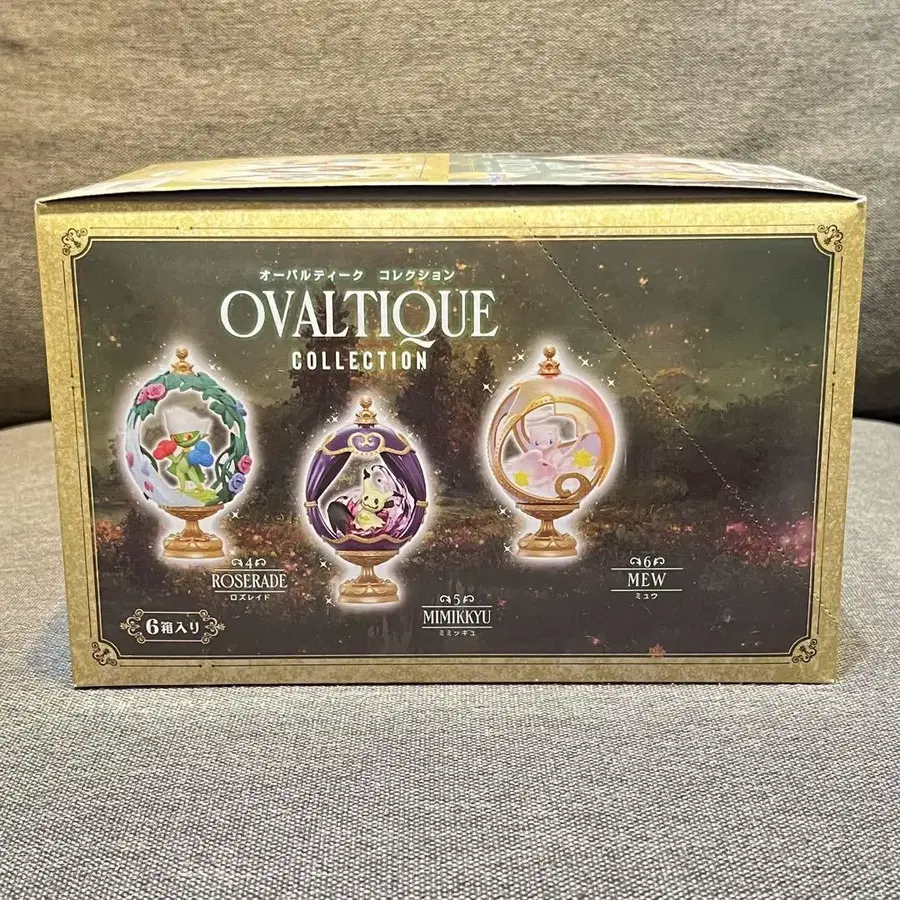 オーバルティーク コレクション
OVALTIQUE
COLLECTION
4
ROSERADE
ロズレイド
5
MIMIKKYU
ミミッキュ
6
MEW
ミュウ
6箱入り